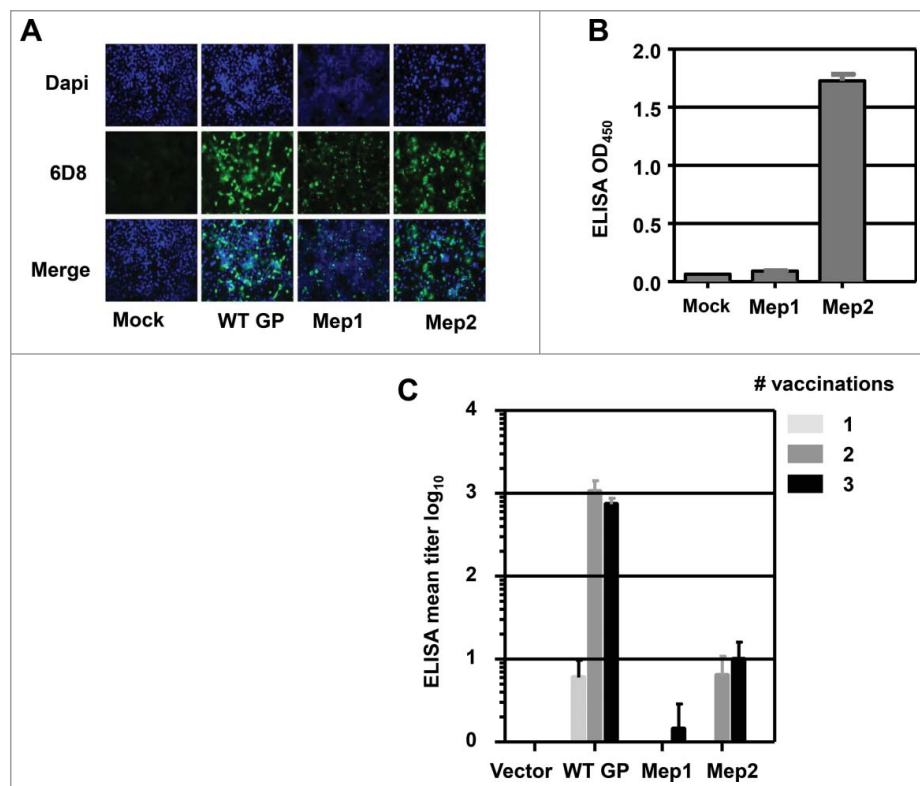 A
Dapi
6D8
Merge
Mock WT GP Mep1 Mep2
B
ELISA OD450
2.0
1.5
1.0
0.5
0.0
Mock Mep1 Mep2
C
# vaccinations
1
2
3
ELISA mean titer log10
4
3
2
1
0
Vector WT GP Mep1 Mep2